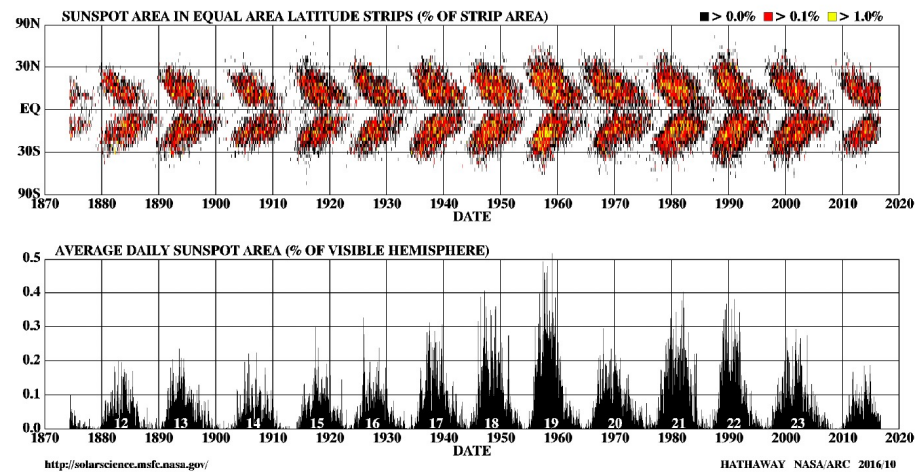 SUNSPOT AREA IN EQUAL AREA LATITUDE STRIPS (% OF STRIP AREA) > 0.0% > 0.1% > 1.0%
90N
30N
EQ
30S
90S
1870 1880 1890 1900 1910 1920 1930 1940 1950 1960 1970 1980 1990 2000 2010 2020
DATE
AVERAGE DAILY SUNSPOT AREA (% OF VISIBLE HEMISPHERE)
0.5
0.4
0.3
0.2
0.1
12 13 14 15 16 17 18 19 20 21 22 23
0.0
1870 1880 1890 1900 1910 1920 1930 1940 1950 1960 1970 1980 1990 2000 2010 2020
DATE
http://solarscience.msfc.nasa.gov/ HATHAWAY NASA/ARC 2016/10